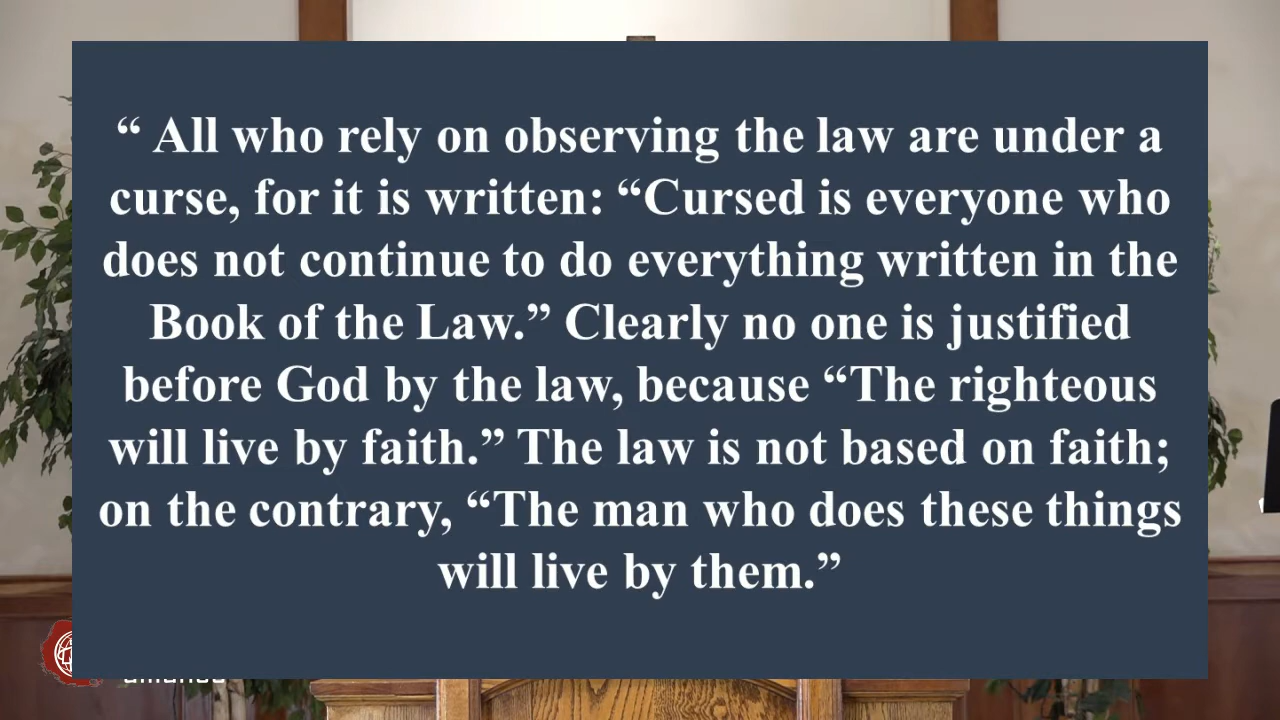 “ All who rely on observing the law are under a
curse, for it is written: “Cursed is everyone who
does not continue to do everything written in the
Book of the Law.” Clearly no one is justified
before God by the law, because “The righteous
will live by faith.” The law is not based on faith;
on the contrary, “The man who does these things
will live by them.”